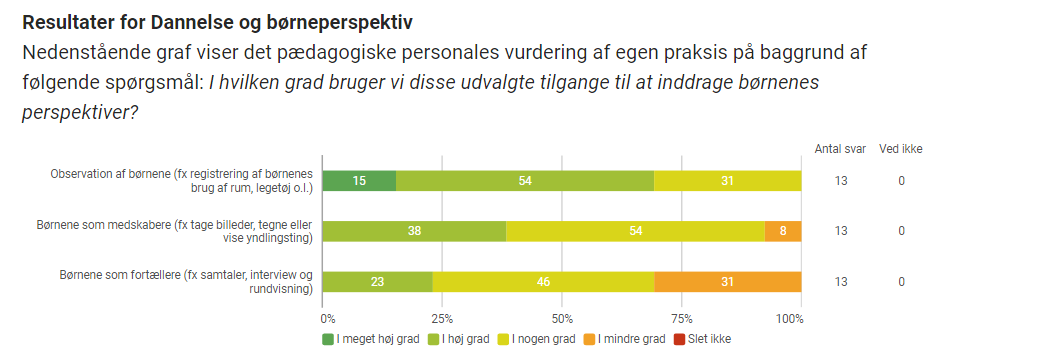 Resultater for Dannelse og børneperspektiv
Nedenstående graf viser det pædagogiske personales vurdering af egen praksis på baggrund af
følgende spørgsmål: I hvilken grad bruger vi disse udvalgte tilgange til at inddrage børnenes
perspektiver?
Antal svar Ved ikke
Observation af børnene (fx registrering af børnenes
brug af rum, legetøj o.l.)
15 54 31 13 0
Børnene som medskabere (fx tage billeder, tegne eller
vise yndlingsting)
38 54 8 13 0
Børnene som fortællere (fx samtaler, interview og
rundvisning)
23 46 31 13 0
0% 25% 50% 75% 100%
I meget høj grad I høj grad I nogen grad I mindre grad Slet ikke